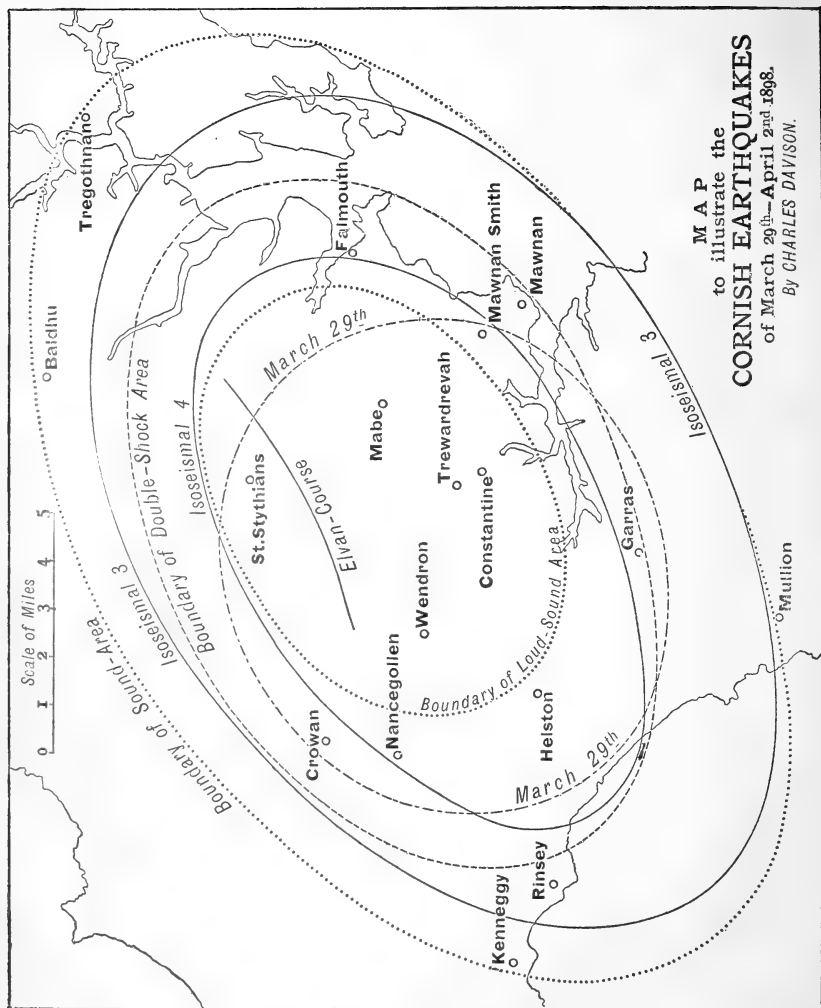 MAP
to illustrate the
CORNISH EARTHQUAKES
of March 29th–April 2nd 1898.
By CHARLES DAVISON.
Scale of Miles
0 1 2 3 4 5
Boundary of Sound-Area
Isoseismal 3
Boundary of Double-Shock Area
Isoseismal 4
March 29th
Elvan-Course
Boundary of Loud-Sound Area
March 29th
Isoseismal 3
Tregothnan
Baldhu
Falmouth
Mawnan Smith
Mawnan
St. Stythians
Mabe
Trewardrevah
Constantine
Wendron
Nancegollen
Crowan
Garras
Helston
Rinsey
Kenneggy
Mullion